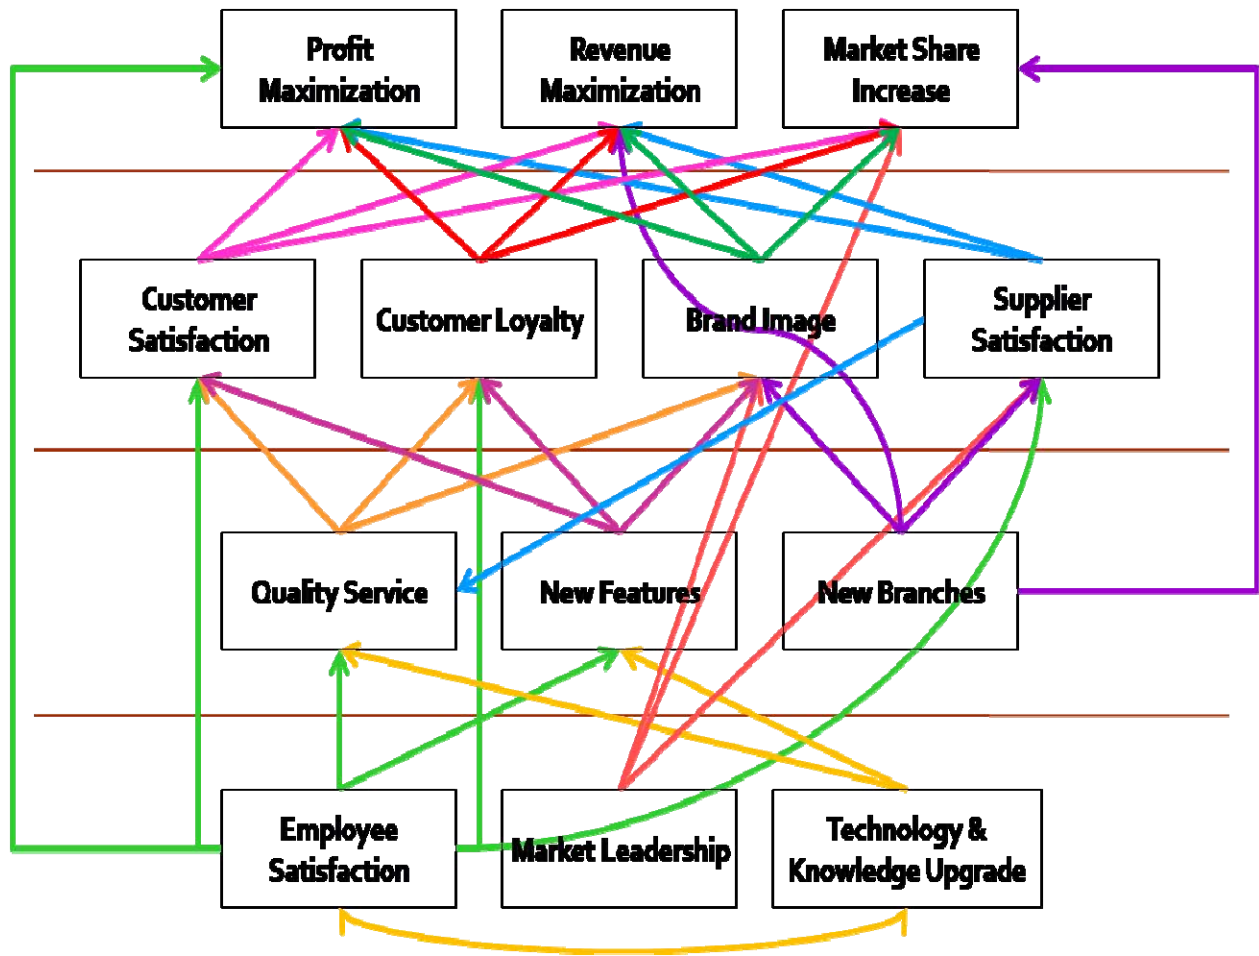 Profit
Maximization
Revenue
Maximization
Market Share
Increase
Customer
Satisfaction
Customer Loyalty
Brand Image
Supplier
Satisfaction
Quality Service
New Features
New Branches
Employee
Satisfaction
Market Leadership
Technology &
Knowledge Upgrade